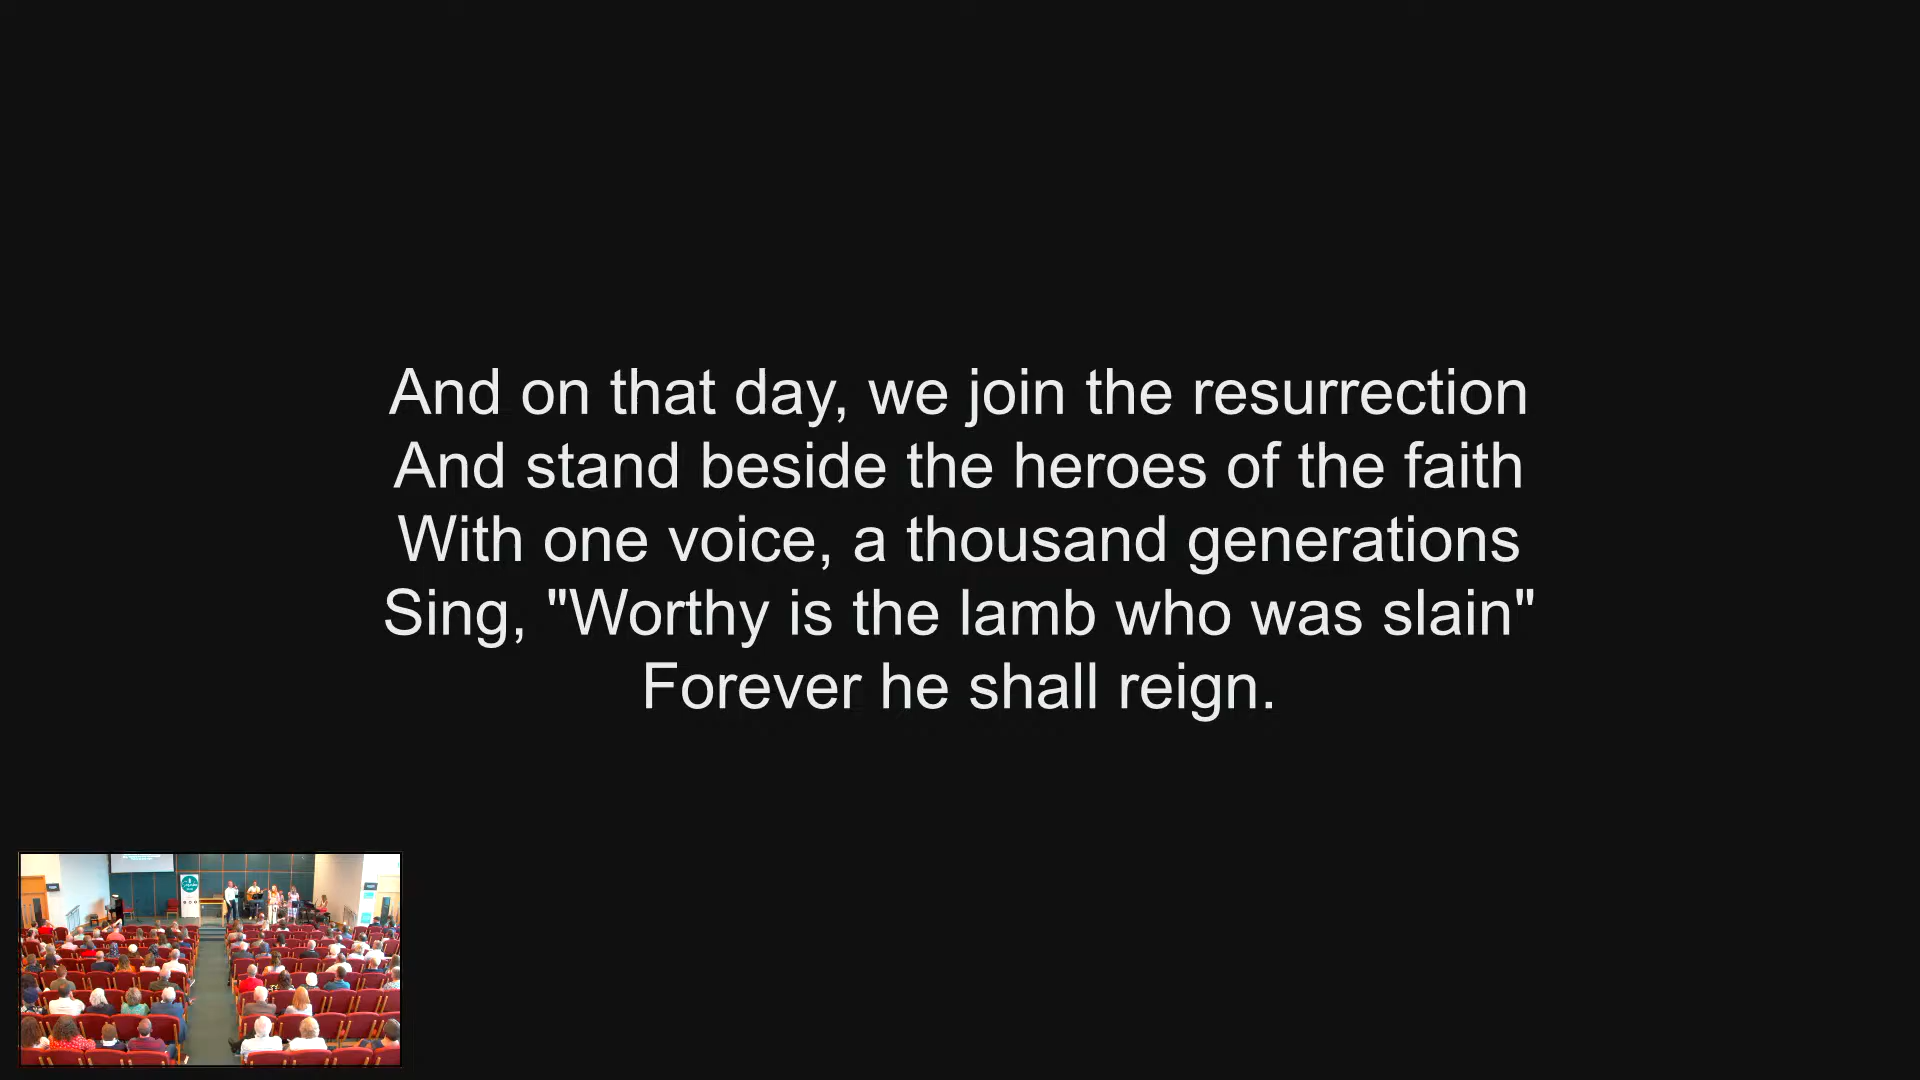 And on that day, we join the resurrection
And stand beside the heroes of the faith
With one voice, a thousand generations
Sing, "Worthy is the lamb who was slain"
Forever he shall reign.